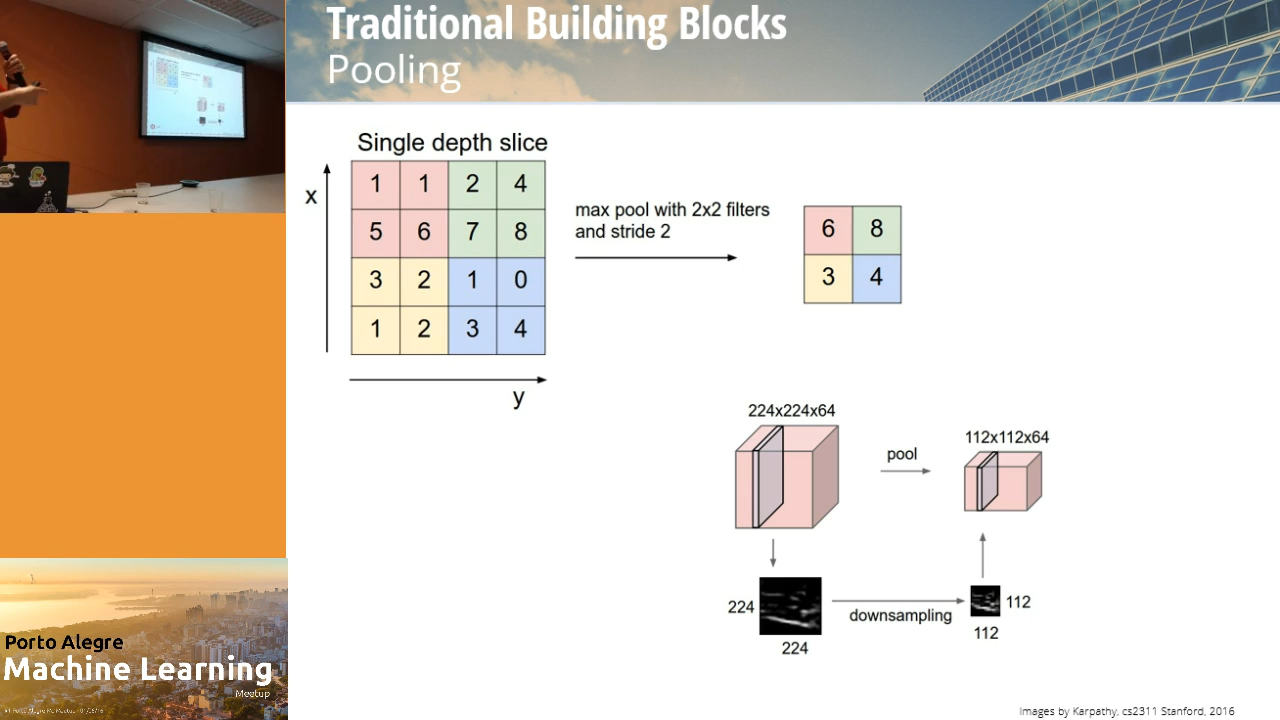 Traditional Building Blocks
Pooling
Single depth slice
x
1 1 2 4
5 6 7 8
3 2 1 0
1 2 3 4
y
max pool with 2x2 filters
and stride 2
6 8
3 4
224x224x64
pool
112x112x64
224
224
downsampling
112
112
Images by Karpathy. cs2311 Stanford, 2016
Porto Alegre
Machine Learning
Meetup